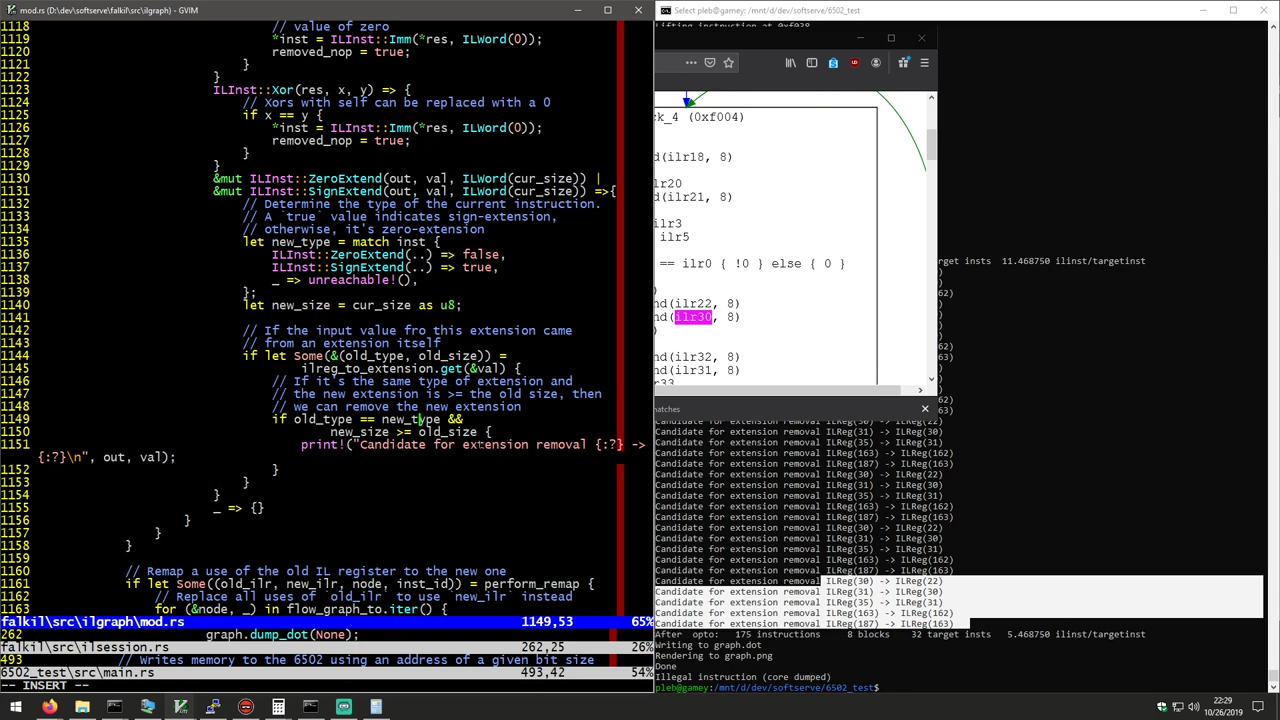 mod.rs (D:\dev\softserve\falkil\src\ilgraph) - GVIM
1118 // value of zero
1119 *inst = ILInst::Imm(*res, ILWord(0));
1120 removed_nop = true;
1121 }
1122 }
1123 ILInst::Xor(res, x, y) => {
1124 // Xors with self can be replaced with a 0
1125 if x == y {
1126 *inst = ILInst::Imm(*res, ILWord(0));
1127 removed_nop = true;
1128 }
1129 }
1130 &mut ILInst::ZeroExtend(out, val, ILWord(cur_size)) |
1131 &mut ILInst::SignExtend(out, val, ILWord(cur_size)) =>{
1132 // Determine the type of the current instruction.
1133 // A `true` value indicates sign-extension,
1134 // otherwise, it's zero-extension
1135 let new_type = match inst {
1136 ILInst::ZeroExtend(..) => false,
1137 ILInst::SignExtend(..) => true,
1138 _ => unreachable!(),
1139 };
1140 let new_size = cur_size as u8;
1141
1142 // If the input value fro this extension came
1143 // from an extension itself
1144 if let Some(&(old_type, old_size)) =
1145 ilreg_to_extension.get(&val) {
1146 // If it's the same type of extension and
1147 // the new extension is >= the old size, then
1148 // we can remove the new extension
1149 if old_type == new_type &&
1150 new_size >= old_size {
1151 print!("Candidate for extension removal {:?} ->
{:?}\n", out, val);
1152 }
1153 }
1154 }
1155 _ => {}
1156 }
1157 }
1158 }
1159
1160 // Remap a use of the old IL register to the new one
1161 if let Some((old_ilr, new_ilr, node, inst_id)) = perform_remap {
1162 // Replace all uses of `old_ilr` to use `new_ilr` instead
1163 for (&node, _) in flow_graph_to.iter() {
falkil\src\ilgraph\mod.rs 1149,53 65%
262 graph.dump_dot(None);
falkil\src\ilsession.rs 262,25 26%
493 // Writes memory to the 6502 using an address of a given bit size
6502_test\src\main.rs 493,42 54%
-- INSERT --
Select pleb@gamey: /mnt/d/dev/softserve/6502_test
ck_4 (0xf004)
d(ilr18, 8)
lr20
nd(ilr21, 8)
lr3
ilr5
== ilr0 { !0 } else { 0 }
)
nd(ilr22, 8)
nd(ilr30, 8)
)
nd(ilr32, 8)
nd(ilr31, 8)
r33
atches
rget insts 11.468750 ilinst/targetinst
)
)
62)
)
)
)
62)
63)
)
)
)
62)
Candidate for extension removal ILReg(30) -> ILReg(22)
Candidate for extension removal ILReg(31) -> ILReg(30)
Candidate for extension removal ILReg(35) -> ILReg(31)
Candidate for extension removal ILReg(163) -> ILReg(162)
Candidate for extension removal ILReg(187) -> ILReg(163)
Candidate for extension removal ILReg(30) -> ILReg(22)
Candidate for extension removal ILReg(31) -> ILReg(30)
Candidate for extension removal ILReg(35) -> ILReg(31)
Candidate for extension removal ILReg(163) -> ILReg(162)
Candidate for extension removal ILReg(187) -> ILReg(163)
Candidate for extension removal ILReg(30) -> ILReg(22)
Candidate for extension removal ILReg(31) -> ILReg(30)
Candidate for extension removal ILReg(35) -> ILReg(31)
Candidate for extension removal ILReg(163) -> ILReg(162)
Candidate for extension removal ILReg(187) -> ILReg(163)
Candidate for extension removal ILReg(30) -> ILReg(22)
Candidate for extension removal ILReg(31) -> ILReg(30)
Candidate for extension removal ILReg(35) -> ILReg(31)
Candidate for extension removal ILReg(163) -> ILReg(162)
Candidate for extension removal ILReg(187) -> ILReg(163)
After opto: 175 instructions 8 blocks 32 target insts 5.468750 ilinst/targetinst
Writing to graph.dot
Rendering to graph.png
Done
Illegal instruction (core dumped)
pleb@gamey:/mnt/d/dev/softserve/6502_test$
22:29
10/26/2019